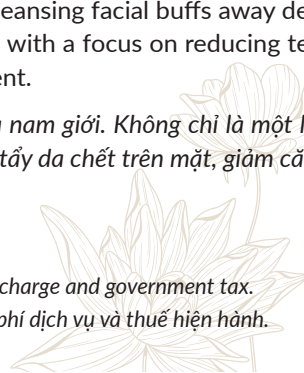 eansing facial buffs away de
with a focus on reducing te
ent.
nam giới. Không chỉ là một l
tẩy da chết trên mặt, giảm că
charge and government tax.
phí dịch vụ và thuế hiện hành.